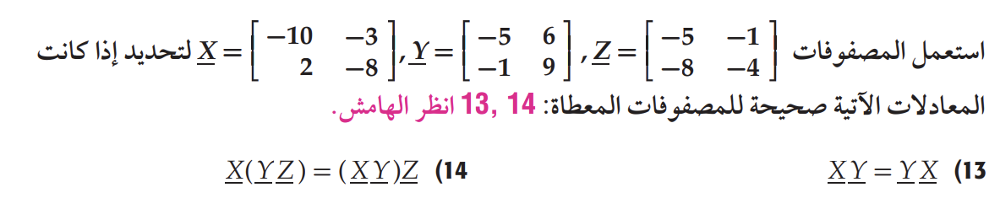 استعمل المصفوفات X = [ −10 −3 ; 2 −8 ], Y = [ −5 6 ; −1 9 ], Z = [ −5 −1 ; −8 −4 ] لتحديد إذا كانت
المعادلات الآتية صحيحة للمصفوفات المعطاة: 13, 14 انظر الهامش.
13) XY = YX 14) X(YZ) = (XY)Z